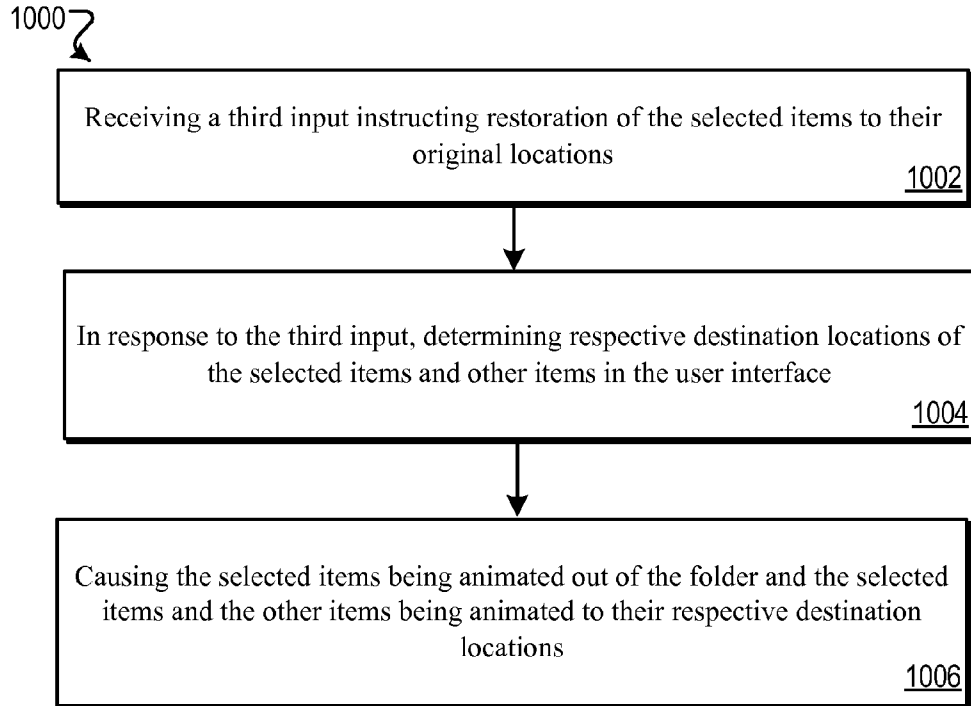 1000
Receiving a third input instructing restoration of the selected items to their
original locations
1002
In response to the third input, determining respective destination locations of
the selected items and other items in the user interface
1004
Causing the selected items being animated out of the folder and the selected
items and the other items being animated to their respective destination
locations
1006